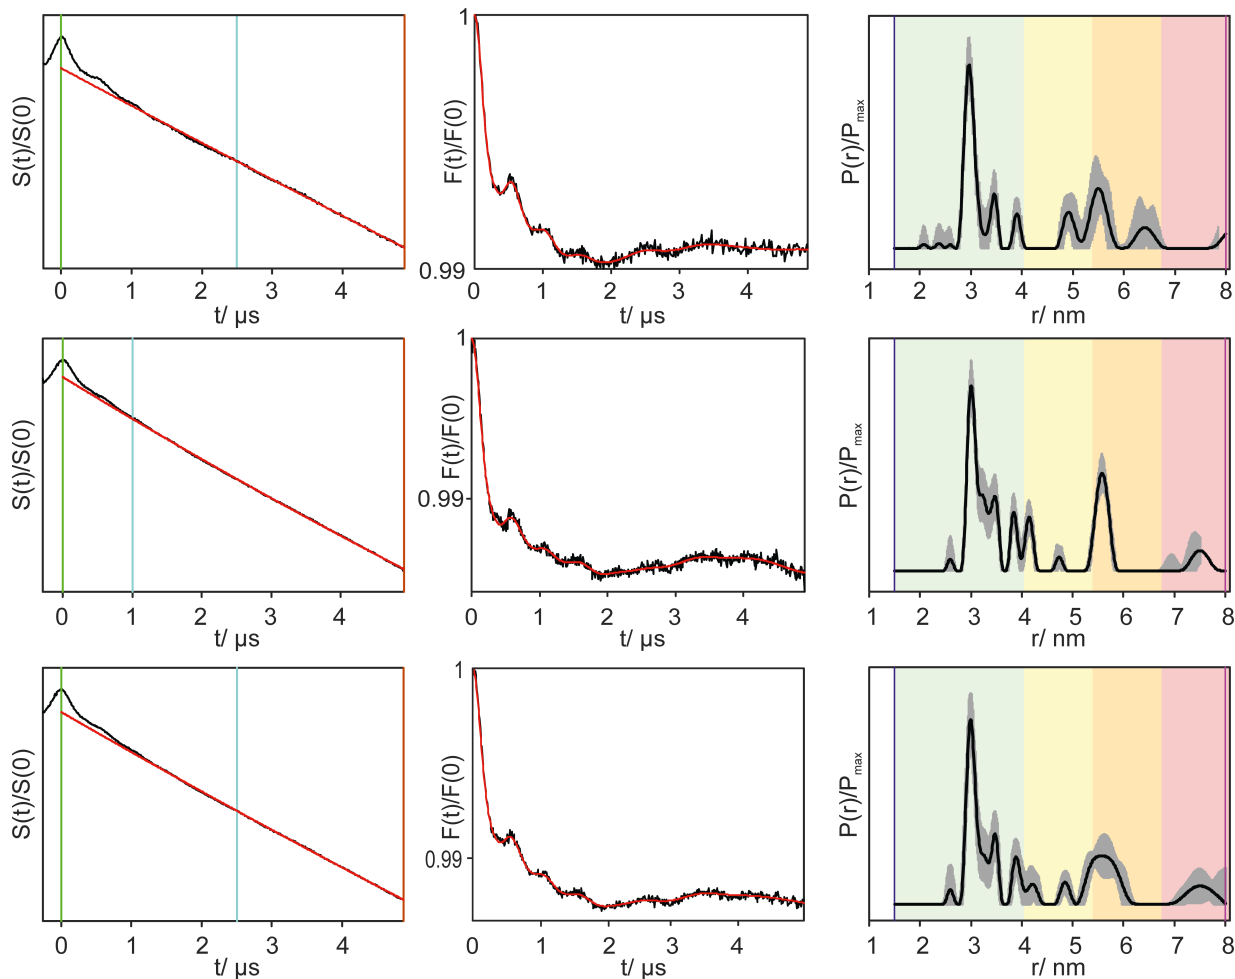 S(t)/S(0)
0 1 2 3 4
t/ µs
1
F(t)/F(0)
0.99
0 1 2 3 4
t/ µs
P(r)/Pmax
1 2 3 4 5 6 7 8
r/ nm
S(t)/S(0)
0 1 2 3 4
t/ µs
1
F(t)/F(0)
0.99
0 1 2 3 4
t/ µs
P(r)/Pmax
1 2 3 4 5 6 7 8
r/ nm
S(t)/S(0)
0 1 2 3 4
t/ µs
1
F(t)/F(0)
0.99
0 1 2 3 4
t/ µs
P(r)/Pmax
1 2 3 4 5 6 7 8
r/ nm